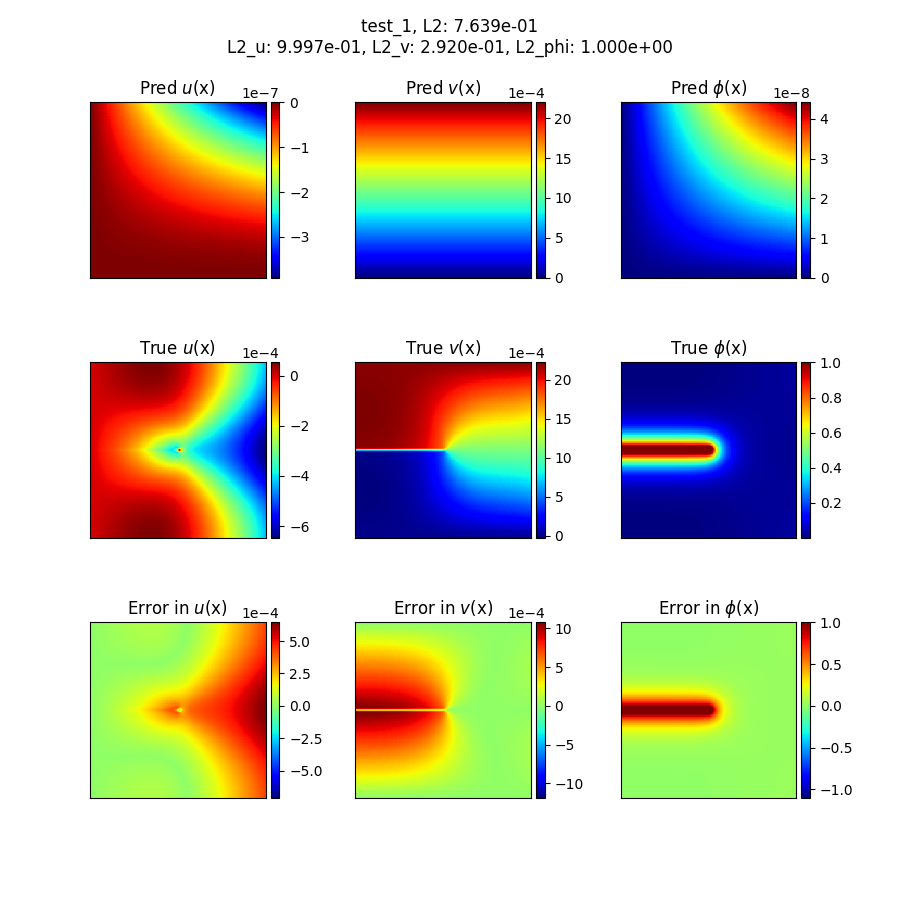 test_1, L2: 7.639e-01
L2_u: 9.997e-01, L2_v: 2.920e-01, L2_phi: 1.000e+00
Pred u(x)
1e−7
0
−1
−2
−3
Pred v(x)
1e−4
20
15
10
5
0
Pred ϕ(x)
1e−8
4
3
2
1
0
True u(x)
1e−4
0
−2
−4
−6
True v(x)
1e−4
20
15
10
5
0
True ϕ(x)
1.0
0.8
0.6
0.4
0.2
Error in u(x)
1e−4
5.0
2.5
0.0
−2.5
−5.0
Error in v(x)
1e−4
10
5
0
−5
−10
Error in ϕ(x)
1.0
0.5
0.0
−0.5
−1.0